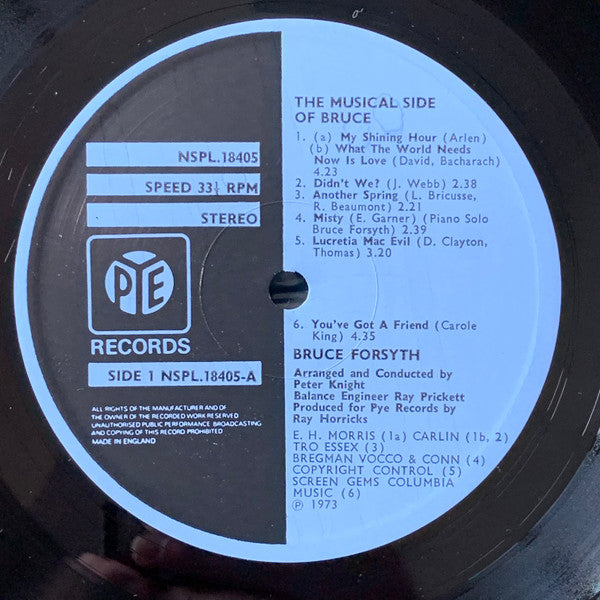 NSPL.18405
SPEED 33⅓ RPM
STEREO
PYE
RECORDS
SIDE 1 NSPL.18405-A
ALL RIGHTS OF THE MANUFACTURER AND OF
THE OWNER OF THE RECORDED WORK RESERVED
UNAUTHORISED PUBLIC PERFORMANCE BROADCASTING
AND COPYING OF THIS RECORD PROHIBITED
MADE IN ENGLAND
THE MUSICAL SIDE
OF BRUCE
1. (a) My Shining Hour (Arlen)
(b) What The World Needs
Now Is Love (David, Bacharach)
4.23
2. Didn't We? (J. Webb) 2.38
3. Another Spring (L. Bricusse,
R. Beaumont) 2.21
4. Misty (E. Garner) (Piano Solo
Bruce Forsyth) 2.39
5. Lucretia Mac Evil (D. Clayton,
Thomas) 3.20
6. You've Got A Friend (Carole
King) 4.35
BRUCE FORSYTH
Arranged and Conducted by
Peter Knight
Balance Engineer Ray Prickett
Produced for Pye Records by
Ray Horricks
E. H. MORRIS (1a) CARLIN (1b, 2)
TRO ESSEX (3)
BREGMAN VOCCO & CONN (4)
COPYRIGHT CONTROL (5)
SCREEN GEMS COLUMBIA
MUSIC (6)
℗ 1973